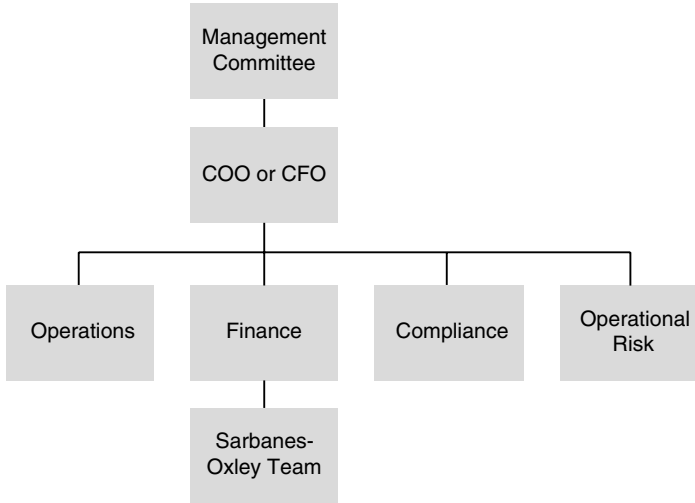 Management
Committee
COO or CFO
Operations
Finance
Compliance
Operational
Risk
Sarbanes-
Oxley Team